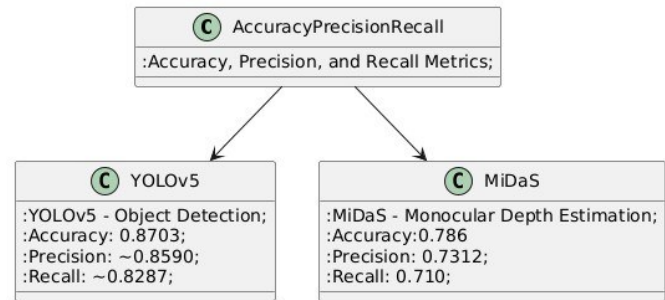 C AccuracyPrecisionRecall
:Accuracy, Precision, and Recall Metrics;
C YOLOv5
:YOLOv5 - Object Detection;
:Accuracy: 0.8703;
:Precision: ~0.8590;
:Recall: ~0.8287;
C MiDaS
:MiDaS - Monocular Depth Estimation;
:Accuracy:0.786
:Precision: 0.7312;
:Recall: 0.710;